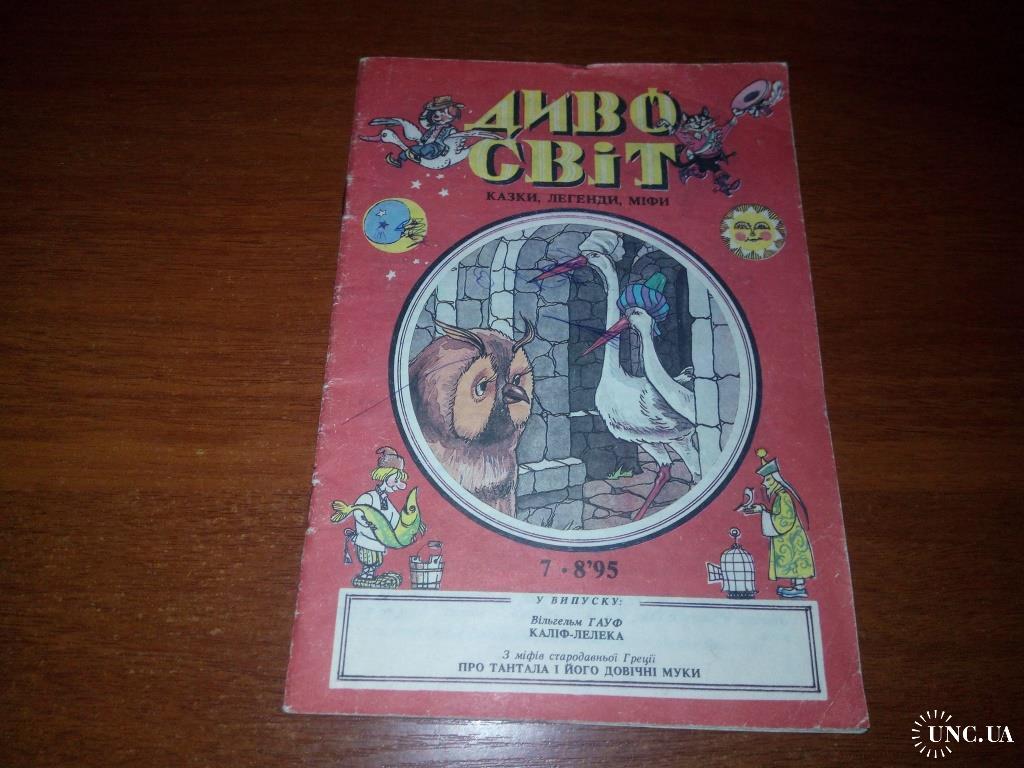 ДИВО
СВіТ
КАЗКИ, ЛЕГЕНДИ, МІФИ
7 • 8'95
У ВИПУСКУ:
Вільгельм ГАУФ
КАЛІФ-ЛЕЛЕКА
З міфів стародавньої Греції
ПРО ТАНТАЛА І ЙОГО ДОВІЧНІ МУКИ
UNC.UA